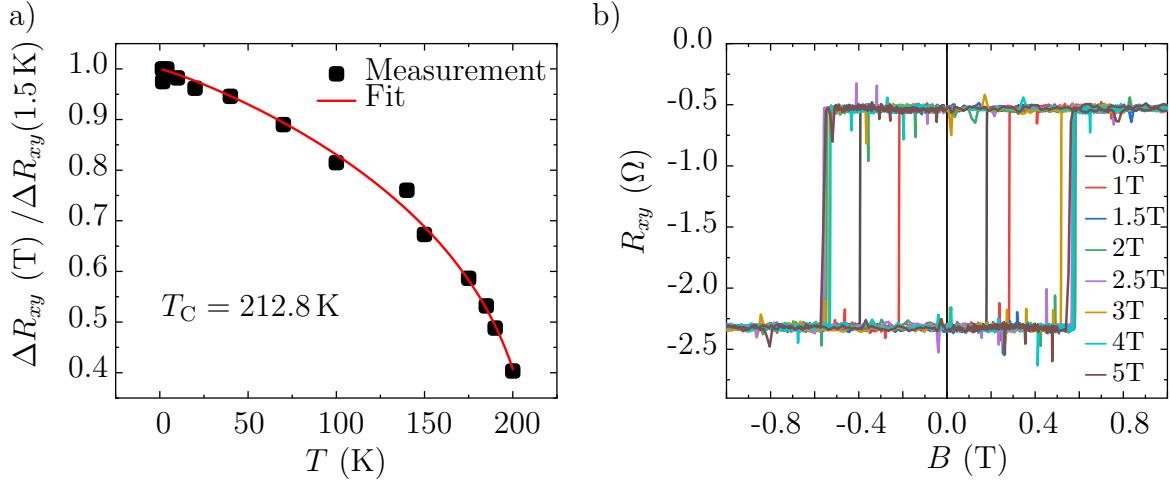 a)
ΔR_xy (T) /ΔR_xy(1.5 K)
1.0
0.9
0.8
0.7
0.6
0.5
0.4
Measurement
Fit
T_C = 212.8 K
0 50 100 150 200
T (K)
b)
R_xy (Ω)
0.0
-0.5
-1.0
-1.5
-2.0
-2.5
0.5T
1T
1.5T
2T
2.5T
3T
4T
5T
-0.8 -0.4 0.0 0.4 0.8
B (T)